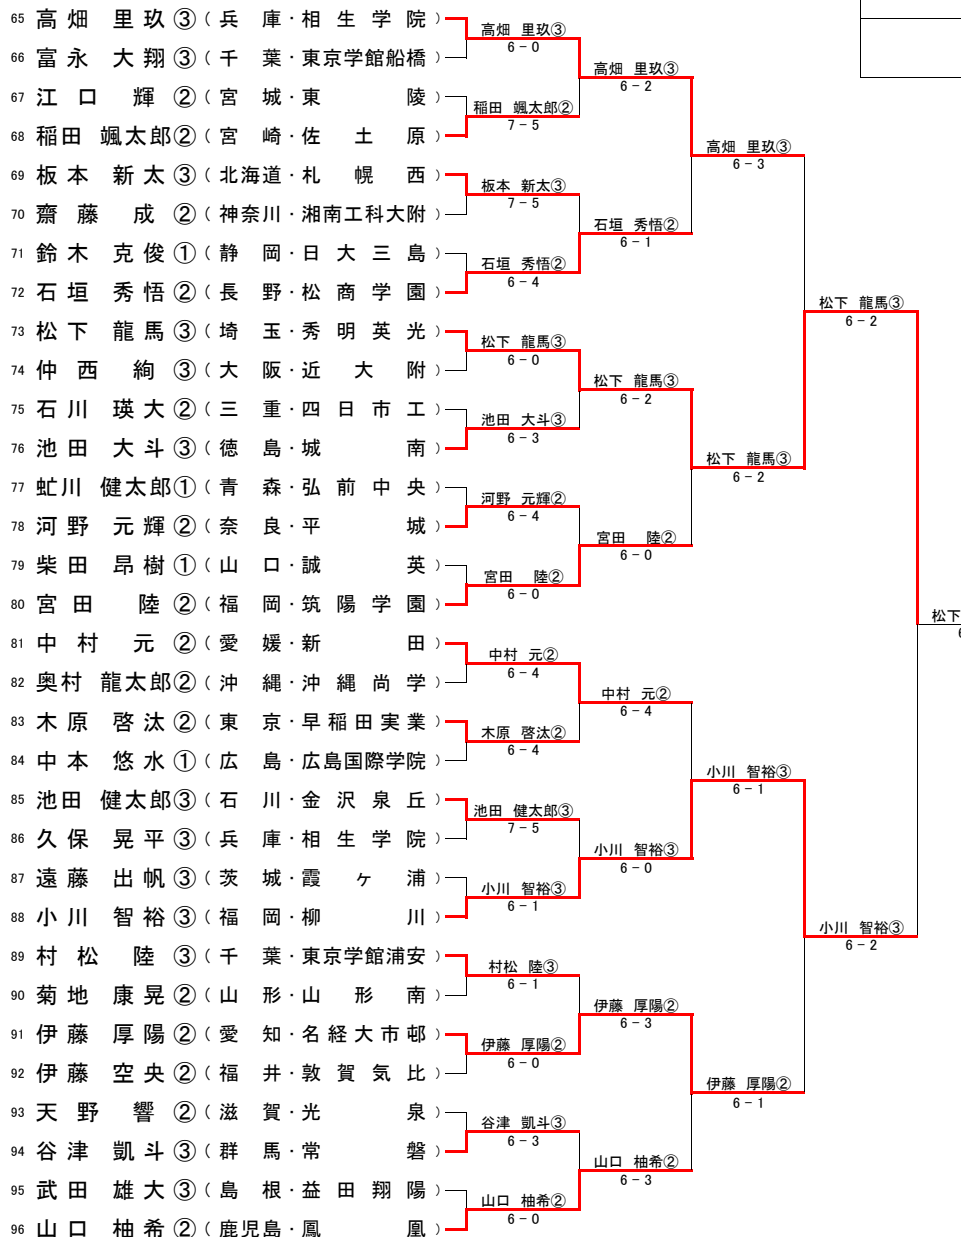 65 高畑 里玖③(兵庫・相生学院)
66 富永 大翔③(千葉・東京学館船橋)
67 江口 輝②(宮城・東陵)
68 稲田 颯太郎②(宮崎・佐土原)
69 板本 新太③(北海道・札幌西)
70 齋藤 成②(神奈川・湘南工科大附)
71 鈴木 克俊①(静岡・日大三島)
72 石垣 秀悟②(長野・松商学園)
73 松下 龍馬③(埼玉・秀明英光)
74 仲西 絢③(大阪・近大附)
75 石川 瑛大②(三重・四日市工)
76 池田 大斗③(徳島・城南)
77 虻川 健太郎①(青森・弘前中央)
78 河野 元輝②(奈良・平城)
79 柴田 昂樹①(山口・誠英)
80 宮田 陸②(福岡・筑陽学園)
81 中村 元②(愛媛・新田)
82 奥村 龍太郎②(沖縄・沖縄尚学)
83 木原 啓汰②(東京・早稲田実業)
84 中本 悠水①(広島・広島国際学院)
85 池田 健太郎③(石川・金沢泉丘)
86 久保 晃平③(兵庫・相生学院)
87 遠藤 出帆③(茨城・霞ヶ浦)
88 小川 智裕③(福岡・柳川)
89 村松 陸③(千葉・東京学館浦安)
90 菊地 康晃②(山形・山形南)
91 伊藤 厚陽②(愛知・名経大市邨)
92 伊藤 空央②(福井・敦賀気比)
93 天野 響②(滋賀・光泉)
94 谷津 凱斗③(群馬・常磐)
95 武田 雄大③(島根・益田翔陽)
96 山口 柚希②(鹿児島・鳳凰)
高畑 里玖③
6-0
稲田 颯太郎②
7-5
板本 新太③
7-5
石垣 秀悟②
6-4
松下 龍馬③
6-0
池田 大斗③
6-3
河野 元輝②
6-4
宮田 陸②
6-0
中村 元②
6-4
木原 啓汰②
6-4
池田 健太郎③
7-5
小川 智裕③
6-1
村松 陸③
6-1
伊藤 厚陽②
6-0
谷津 凱斗③
6-3
山口 柚希②
6-0
高畑 里玖③
6-2
石垣 秀悟②
6-1
松下 龍馬③
6-2
宮田 陸②
6-0
中村 元②
6-4
小川 智裕③
6-0
伊藤 厚陽②
6-3
山口 柚希②
6-3
高畑 里玖③
6-3
松下 龍馬③
6-2
小川 智裕③
6-1
伊藤 厚陽②
6-1
松下 龍馬③
6-2
小川 智裕③
6-2
松下